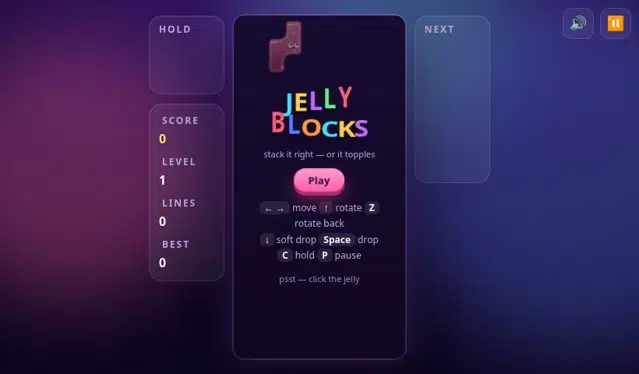 HOLD
SCORE
0
LEVEL
1
LINES
0
BEST
0
JELLY
BLOCKS
stack it right — or it topples
Play
← → move ↑ rotate Z
rotate back
↓ soft drop Space drop
C hold P pause
psst — click the jelly
NEXT